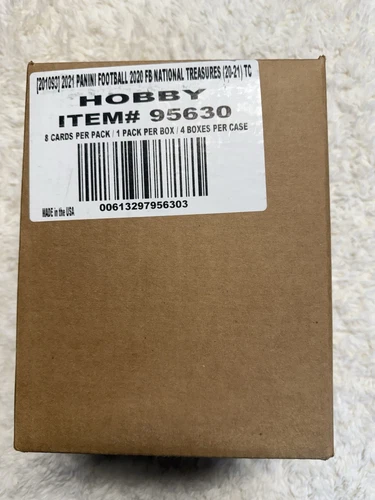 [201093] 2021 PANINI FOOTBALL 2020 FB NATIONAL TREASURES (20-21) TC
HOBBY
ITEM# 95630
8 CARDS PER PACK / 1 PACK PER BOX / 4 BOXES PER CASE
MADE in the USA
00613297956303